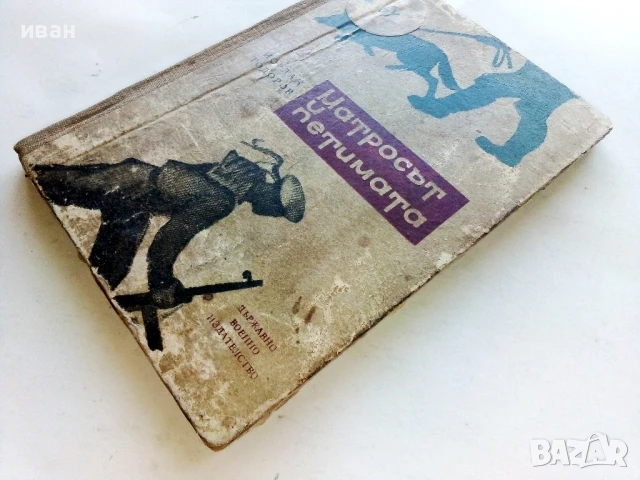 иван
Матросът
и
петимата
ДЪРЖАВНО
ВОЕННО
ИЗДАТЕЛСТВО
BAZAR